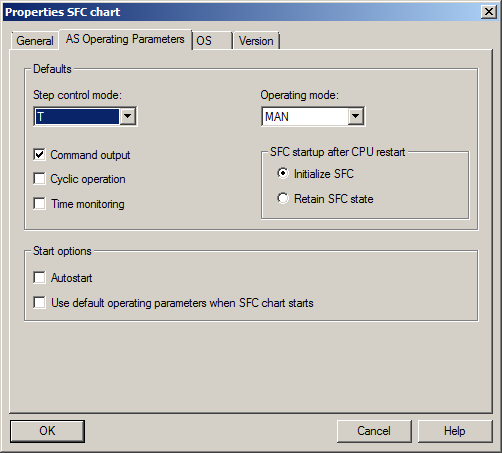 Properties SFC chart
General AS Operating Parameters OS Version
Defaults
Step control mode: Operating mode:
T MAN
Command output
SFC startup after CPU restart
Cyclic operation
Initialize SFC
Time monitoring
Retain SFC state
Start options
Autostart
Use default operating parameters when SFC chart starts
OK Cancel Help